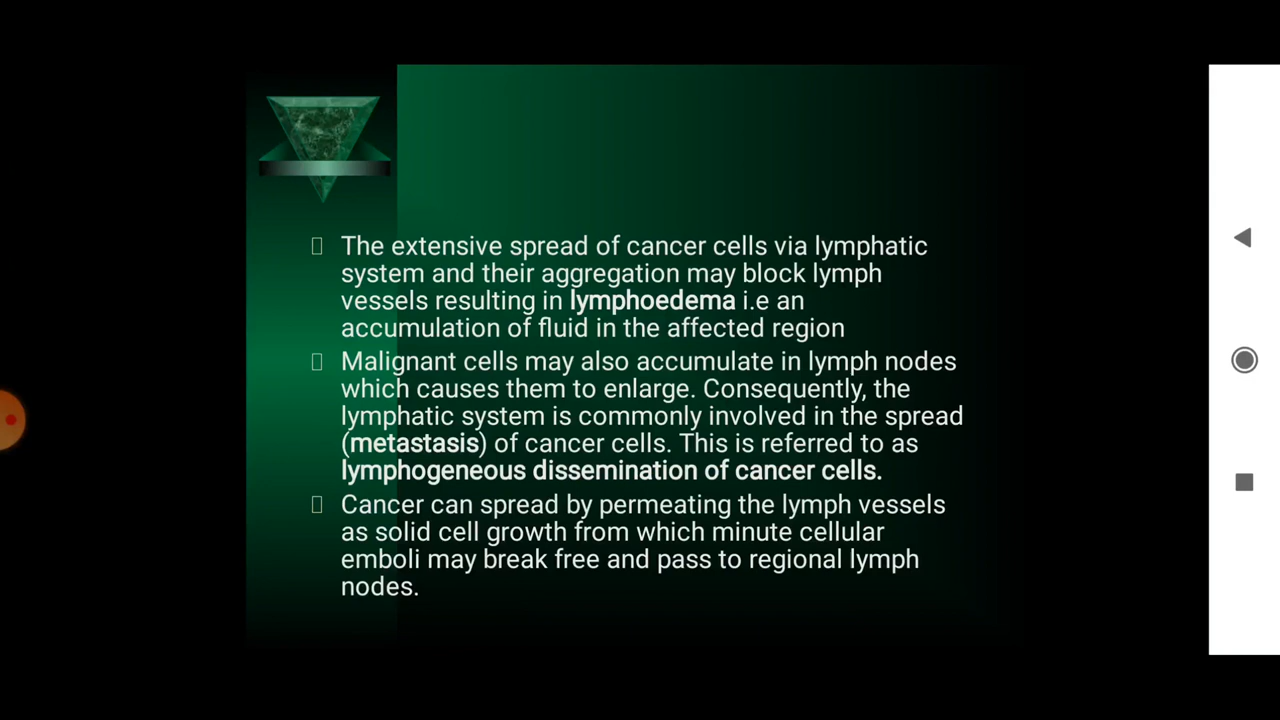 The extensive spread of cancer cells via lymphatic
system and their aggregation may block lymph
vessels resulting in lymphoedema i.e an
accumulation of fluid in the affected region
Malignant cells may also accumulate in lymph nodes
which causes them to enlarge. Consequently, the
lymphatic system is commonly involved in the spread
(metastasis) of cancer cells. This is referred to as
lymphogeneous dissemination of cancer cells.
Cancer can spread by permeating the lymph vessels
as solid cell growth from which minute cellular
emboli may break free and pass to regional lymph
nodes.